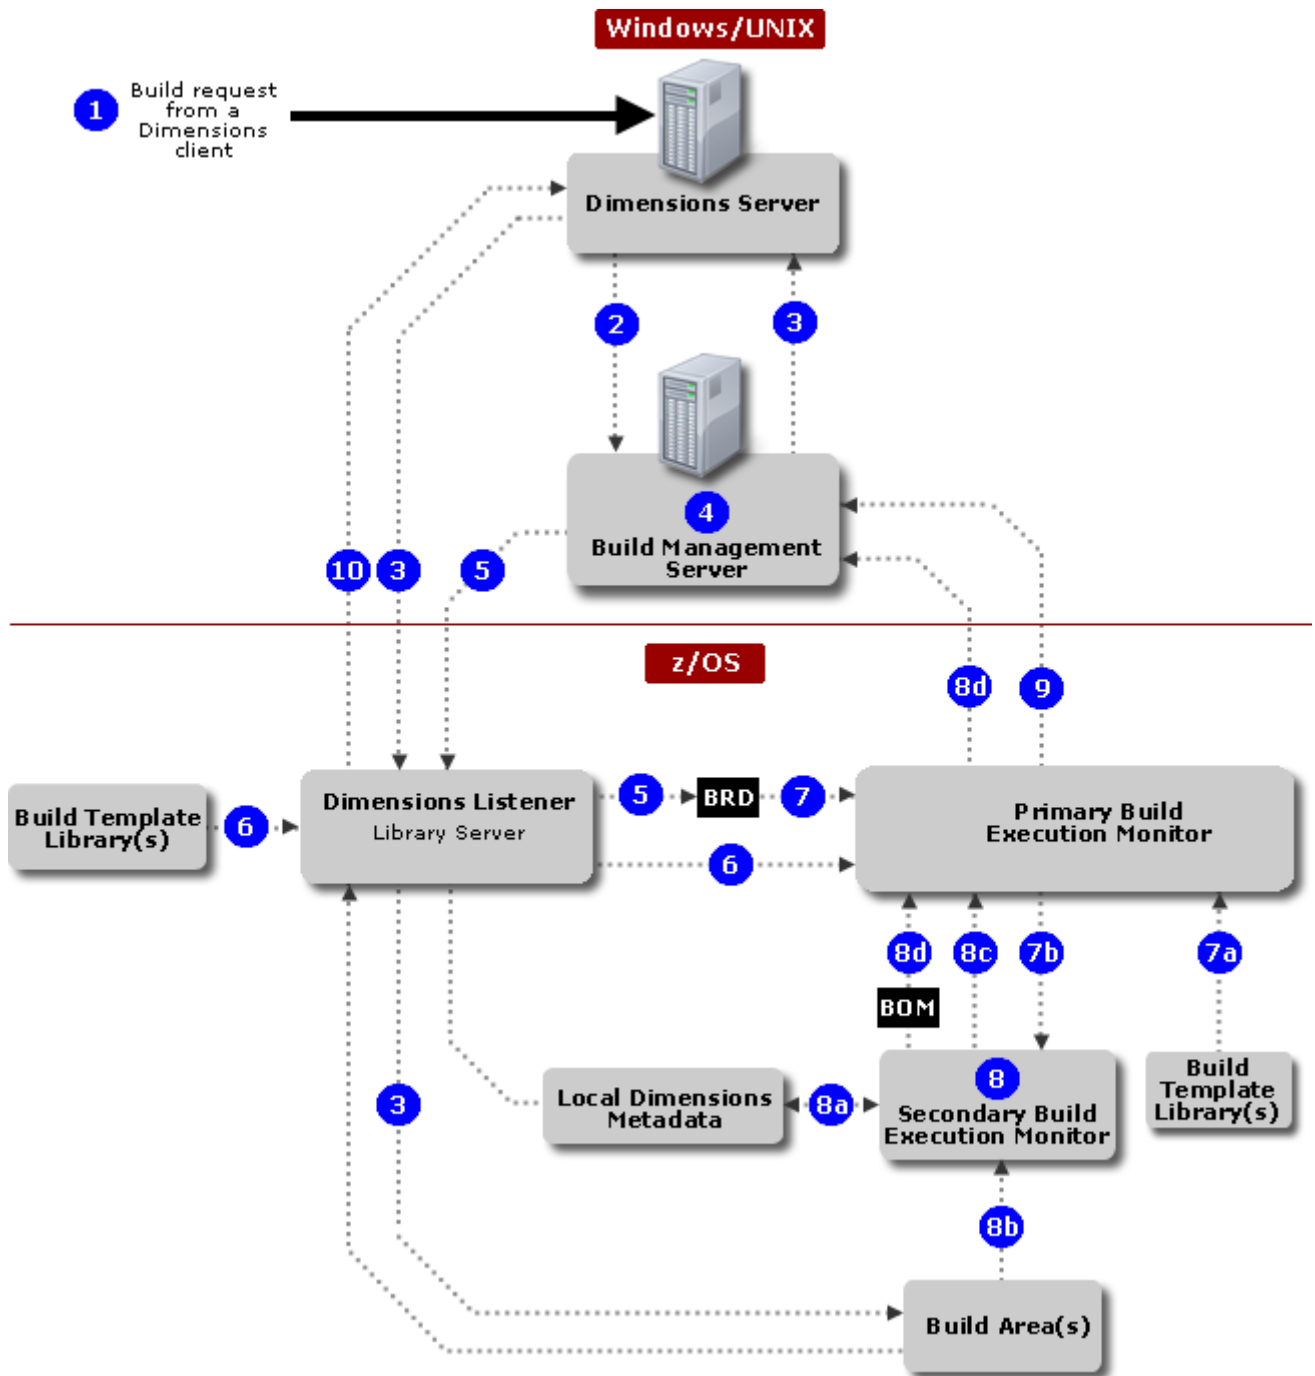 Windows/UNIX
1
Build request
from a
Dimensions
client
Dimensions Server
2
3
4
Build Management
Server
10
3
5
z/OS
8d
9
Build Template
Library(s)
6
Dimensions Listener
Library Server
5
BRD
7
6
Primary Build
Execution Monitor
8d
8c
7b
7a
BOM
3
Local Dimensions
Metadata
8a
8
Secondary Build
Execution Monitor
Build
Template
Library(s)
8b
Build Area(s)